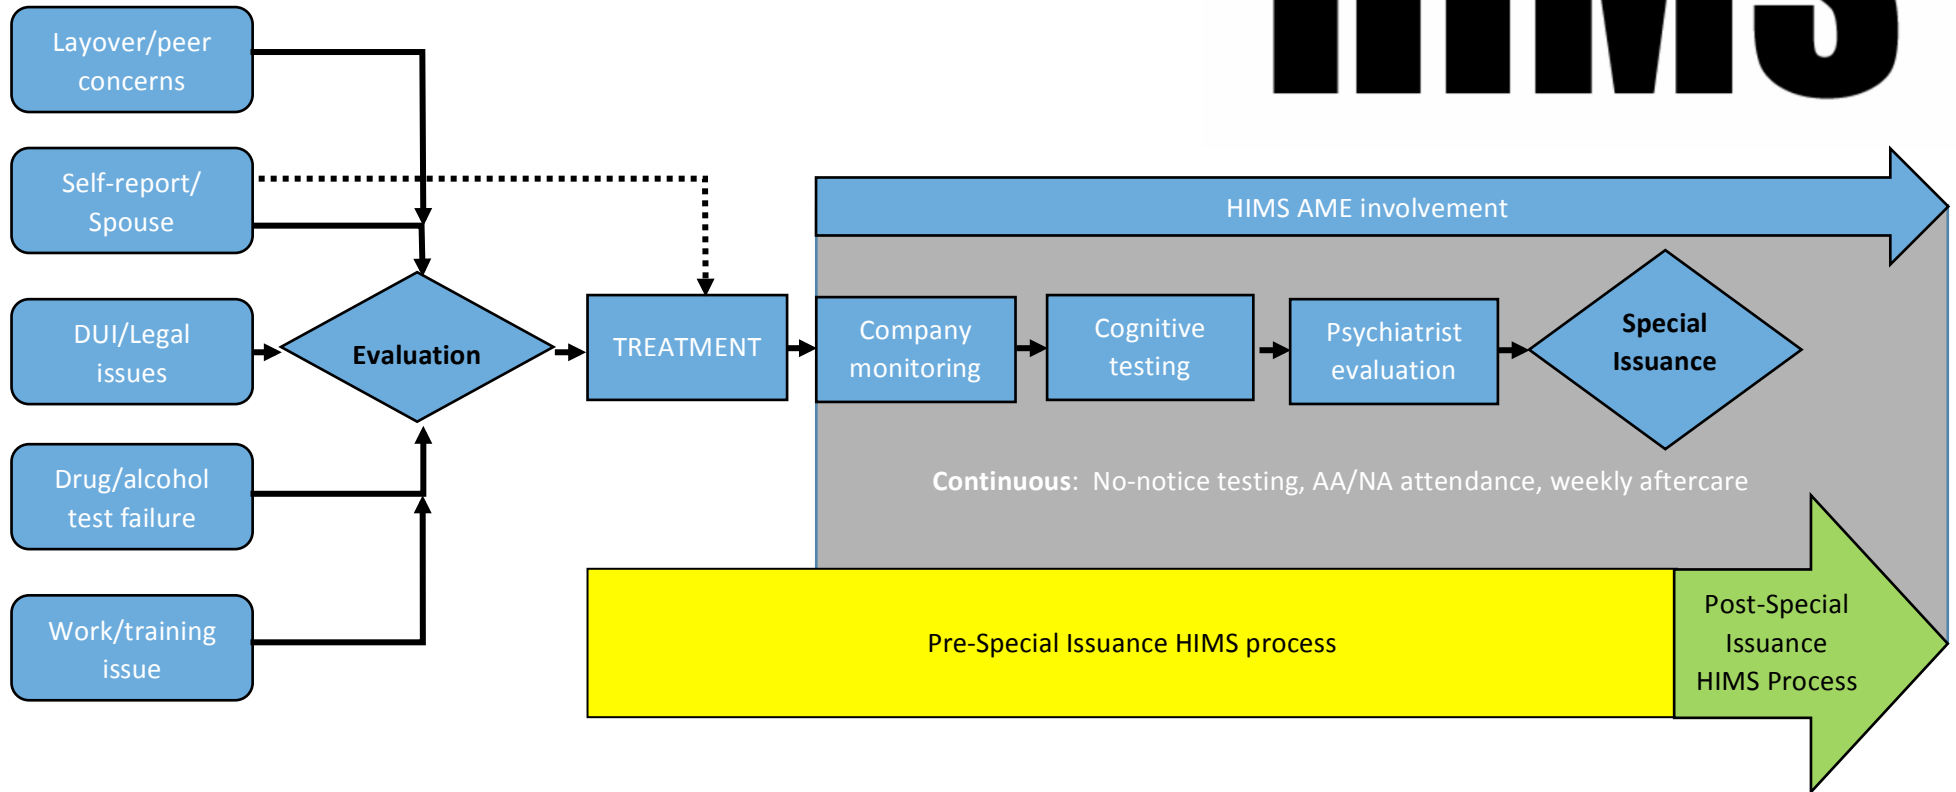 HIMS
Layover/peer
concerns
Self-report/
Spouse
DUI/Legal
issues
Drug/alcohol
test failure
Work/training
issue
Evaluation
TREATMENT
HIMS AME involvement
Company
monitoring
Cognitive
testing
Psychiatrist
evaluation
Special
Issuance
Continuous: No-notice testing, AA/NA attendance, weekly aftercare
Pre-Special Issuance HIMS process
Post-Special
Issuance
HIMS Process